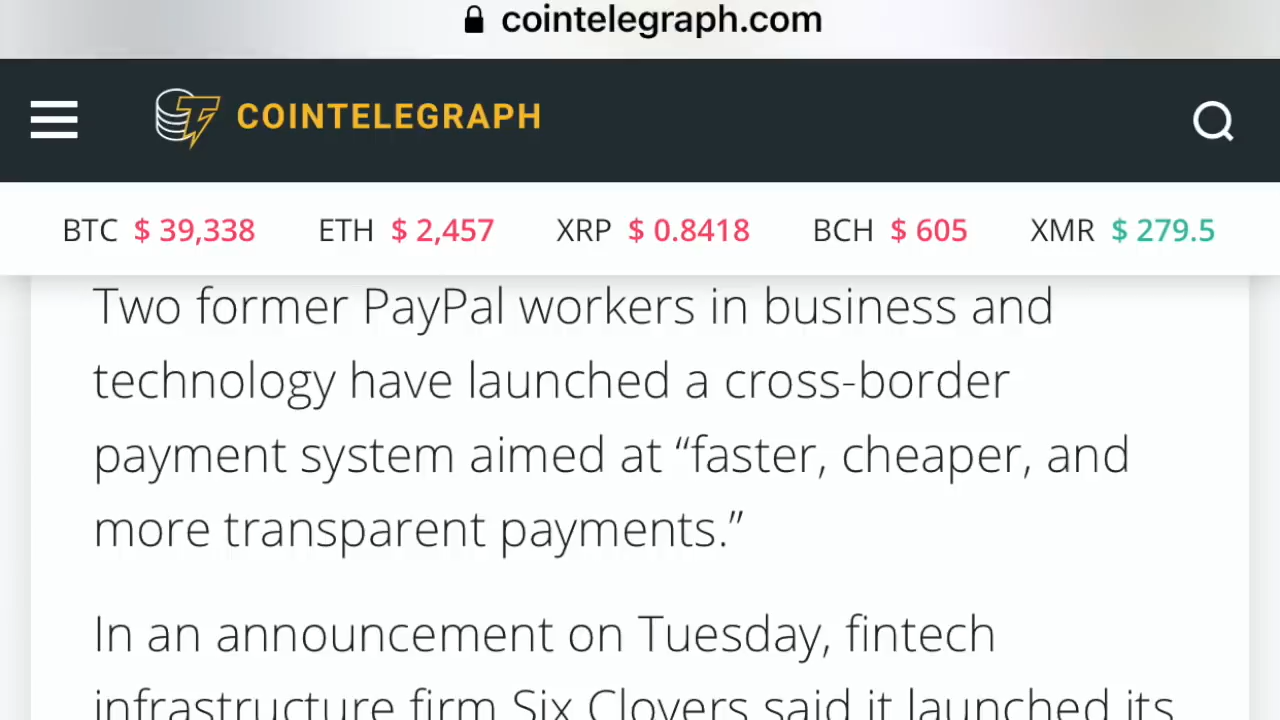 cointelegraph.com
COINTELEGRAPH
BTC $ 39,338 ETH $ 2,457 XRP $ 0.8418 BCH $ 605 XMR $ 279.5
Two former PayPal workers in business and
technology have launched a cross-border
payment system aimed at “faster, cheaper, and
more transparent payments.”
In an announcement on Tuesday, fintech
infrastructure firm Six Clovers said it launched its